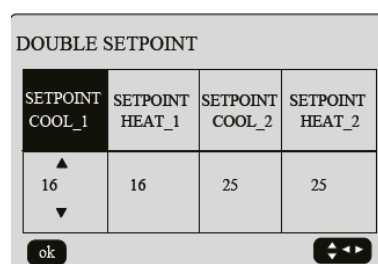 DOUBLE SETPOINT
SETPOINT COOL_1
SETPOINT HEAT_1
SETPOINT COOL_2
SETPOINT HEAT_2
16
16
25
25
ok